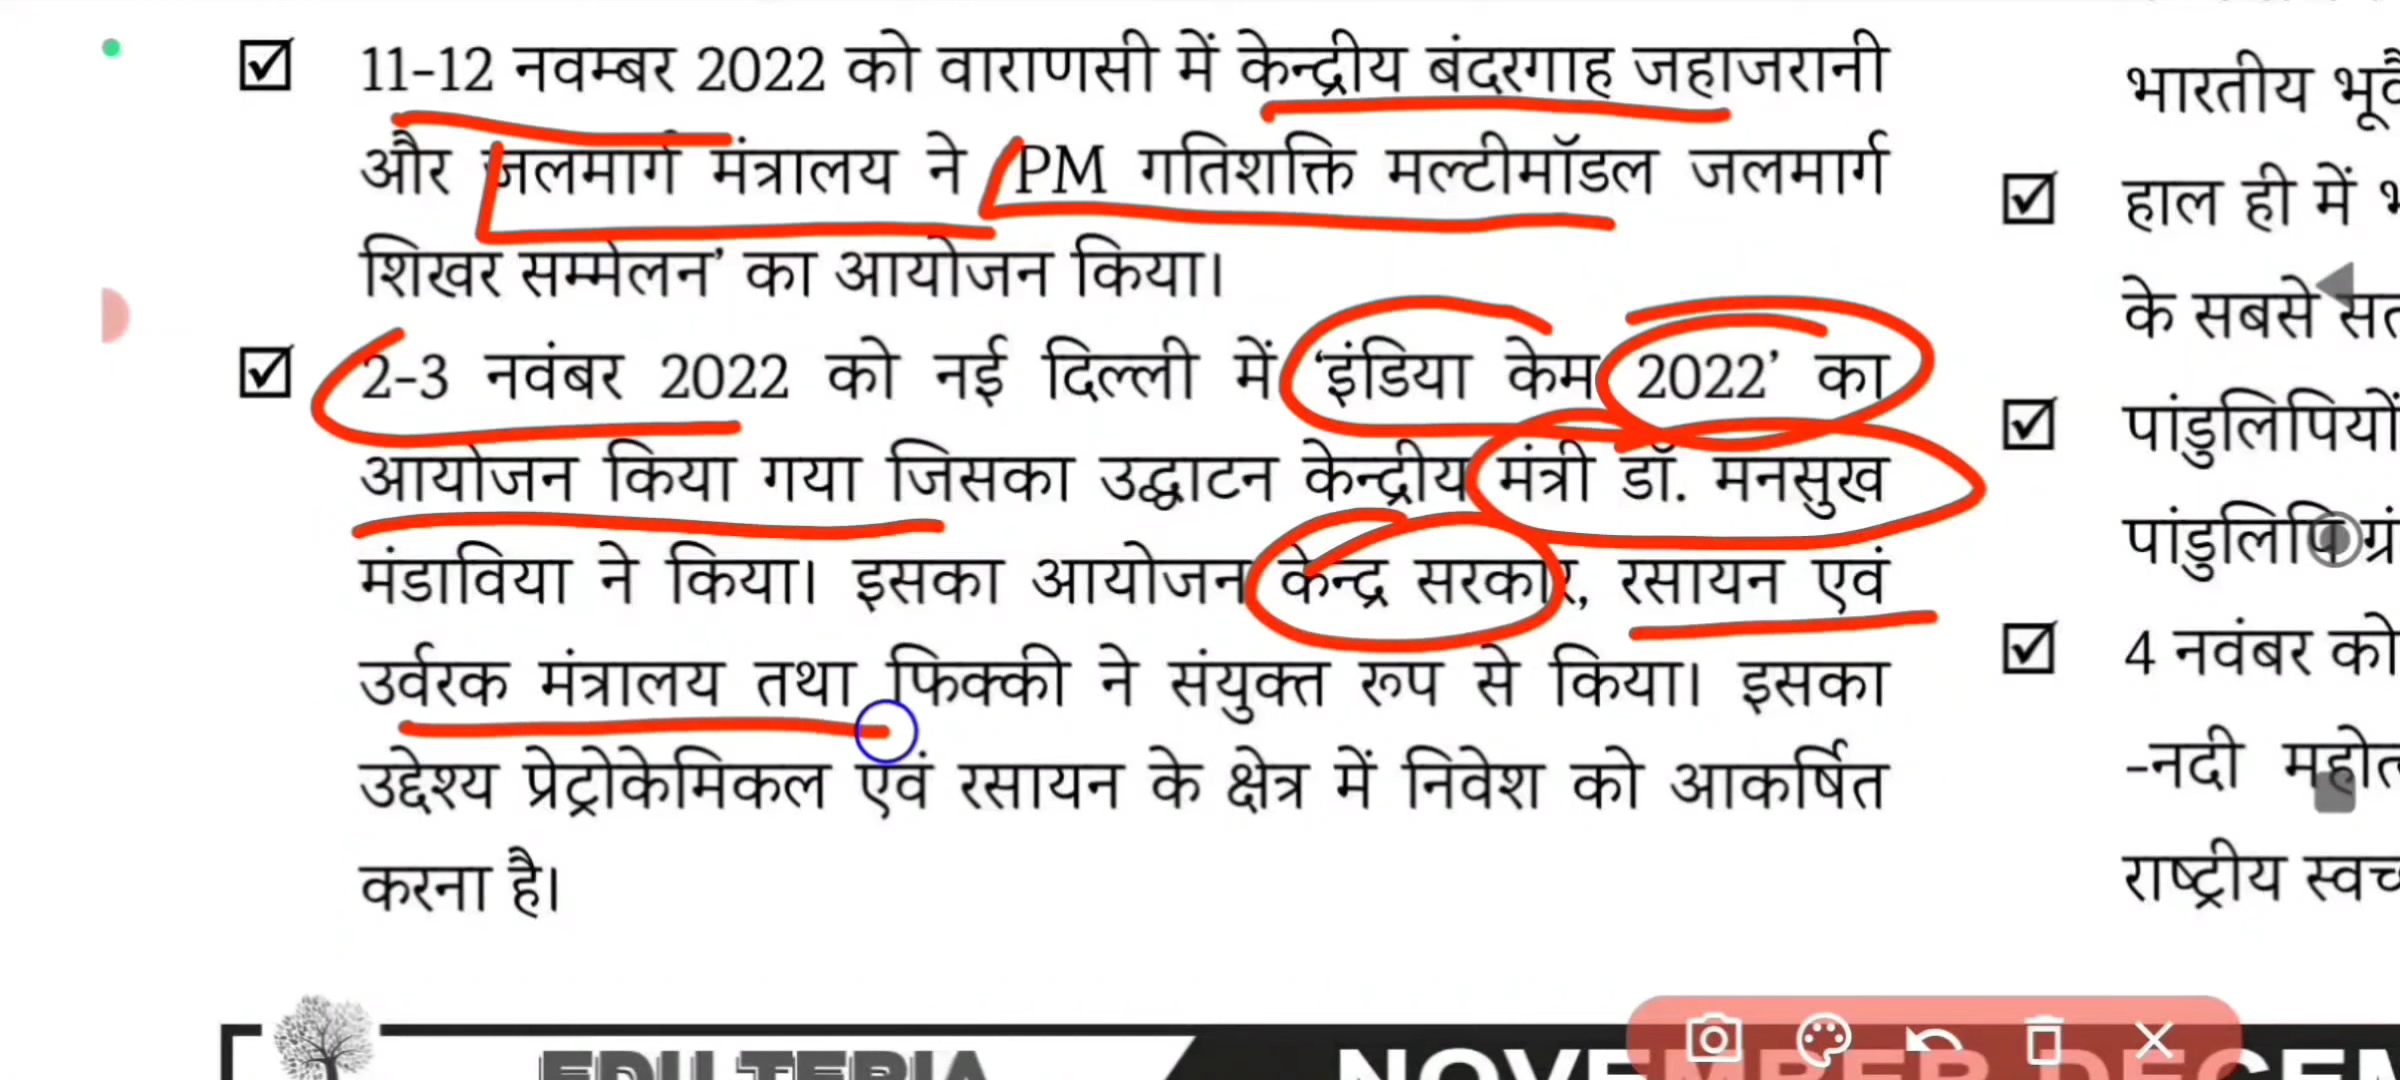 11-12 नवम्बर 2022 को वाराणसी में केन्द्रीय बंदरगाह जहाजरानी
और जलमार्ग मंत्रालय ने PM गतिशक्ति मल्टीमॉडल जलमार्ग
शिखर सम्मेलन’ का आयोजन किया।
2-3 नवंबर 2022 को नई दिल्ली में ‘इंडिया केम 2022’ का
आयोजन किया गया जिसका उद्घाटन केन्द्रीय मंत्री डॉ. मनसुख
मंडाविया ने किया। इसका आयोजन केन्द्र सरकार, रसायन एवं
उर्वरक मंत्रालय तथा फिक्की ने संयुक्त रूप से किया। इसका
उद्देश्य प्रेट्रोकेमिकल एवं रसायन के क्षेत्र में निवेश को आकर्षित
करना है।
भारतीय
हाल ही में
के सबसे
पांडुलिपियों
4 नवंबर को
-नदी
राष्ट्रीय
EDU TERIA
NOVEMBER